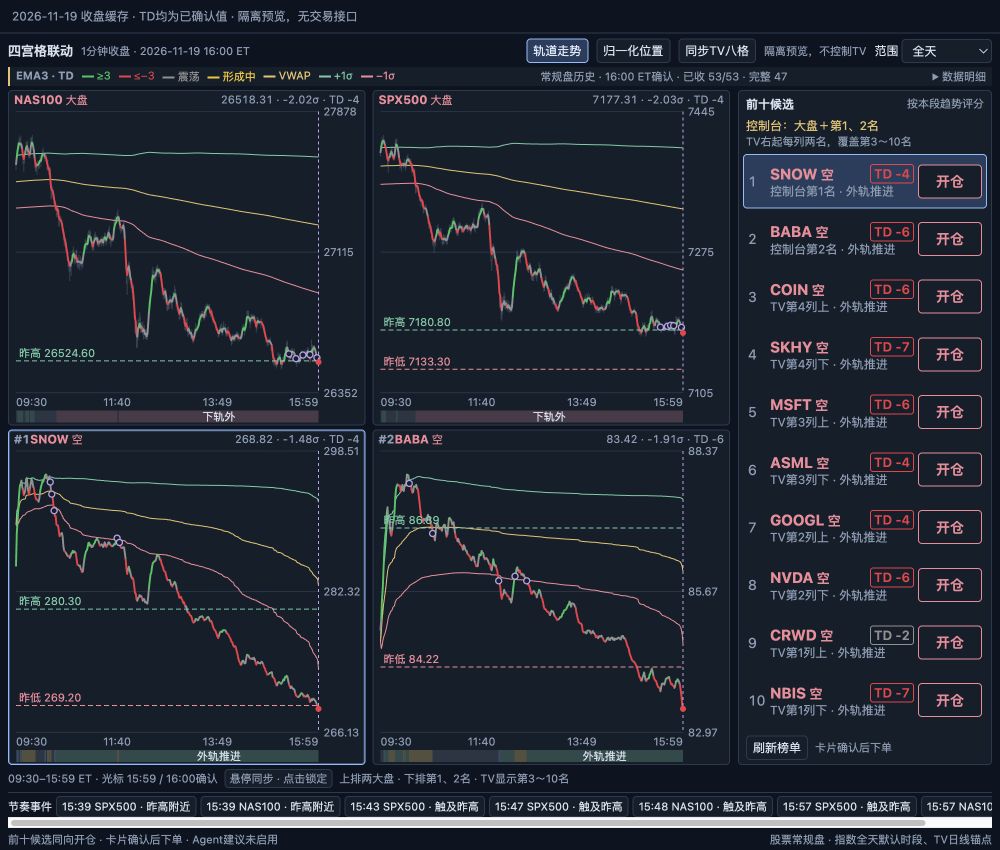 2026-11-19 收盘缓存 · TD均为已确认值 · 隔离预览，无交易接口
四宫格联动 1分钟收盘 · 2026-11-19 16:00 ET 轨道走势 归一化位置 同步TV八格 隔离预览，不控制TV 范围 全天
EMA3 · TD ≥3 ≤−3 震荡 形成中 VWAP +1σ −1σ 常规盘历史 · 16:00 ET确认 · 已收 53/53 · 完整 47 ▶数据明细
NAS100 大盘 26518.31 · -2.02σ · TD -4
27878
27115
昨高 26524.60
26352
09:30 11:40 13:49 15:59
下轨外
SPX500 大盘 7177.31 · -2.03σ · TD -4
7445
7275
昨高 7180.80
昨低 7133.30
7105
09:30 11:40 13:49 15:59
下轨外
#1SNOW 空 268.82 · -1.48σ · TD -4
298.51
282.32
昨高 280.30
昨低 269.20
266.13
09:30 11:40 13:49 15:59
外轨推进
#2BABA 空 83.42 · -1.91σ · TD -6
88.37
昨高 86.89
85.67
昨低 84.22
82.97
09:30 11:40 13:49 15:59
外轨推进
前十候选 按本段趋势评分
控制台：大盘＋第1、2名
TV右起每列两名，覆盖第3～10名
1 SNOW 空 TD -4 开仓
控制台第1名 · 外轨推进
2 BABA 空 TD -6 开仓
控制台第2名 · 外轨推进
3 COIN 空 TD -6 开仓
TV第4列上 · 外轨推进
4 SKHY 空 TD -7 开仓
TV第4列下 · 外轨推进
5 MSFT 空 TD -6 开仓
TV第3列上 · 外轨推进
6 ASML 空 TD -4 开仓
TV第3列下 · 外轨推进
7 GOOGL 空 TD -4 开仓
TV第2列上 · 外轨推进
8 NVDA 空 TD -6 开仓
TV第2列下 · 外轨推进
9 CRWD 空 TD -2 开仓
TV第1列上 · 外轨推进
10 NBIS 空 TD -7 开仓
TV第1列下 · 外轨推进
刷新榜单 卡片确认后下单
09:30–15:59 ET · 光标 15:59 / 16:00确认 悬停同步 · 点击锁定 上排两大盘 · 下排第1、2名 · TV显示第3～10名
节奏事件 15:39 SPX500 · 昨高附近 15:39 NAS100 · 昨高附近 15:43 SPX500 · 触及昨高 15:47 SPX500 · 触及昨高 15:48 NAS100 · 触及昨高 15:57 SPX500 · 触及昨高 15:57 NAS10
前十候选同向开仓 · 卡片确认后下单 · Agent建议未启用 股票常规盘 · 指数全天默认时段、TV日线锚点